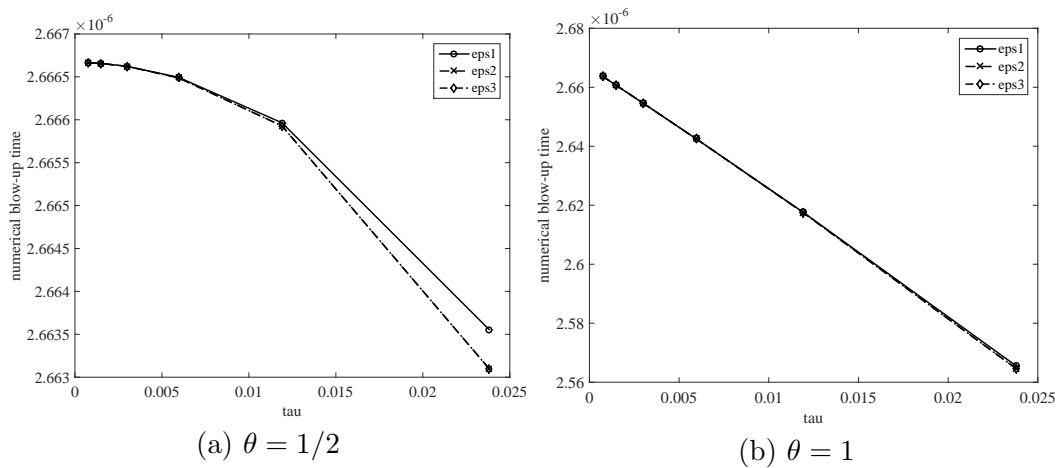 ×10⁻⁶
2.667
2.6665
2.666
2.6655
2.665
2.6645
2.664
2.6635
2.663
numerical blow-up time
0
0.005
0.01
0.015
0.02
0.025
tau
eps1
eps2
eps3
(a) θ = 1/2
×10⁻⁶
2.68
2.66
2.64
2.62
2.6
2.58
2.56
numerical blow-up time
0
0.005
0.01
0.015
0.02
0.025
tau
eps1
eps2
eps3
(b) θ = 1